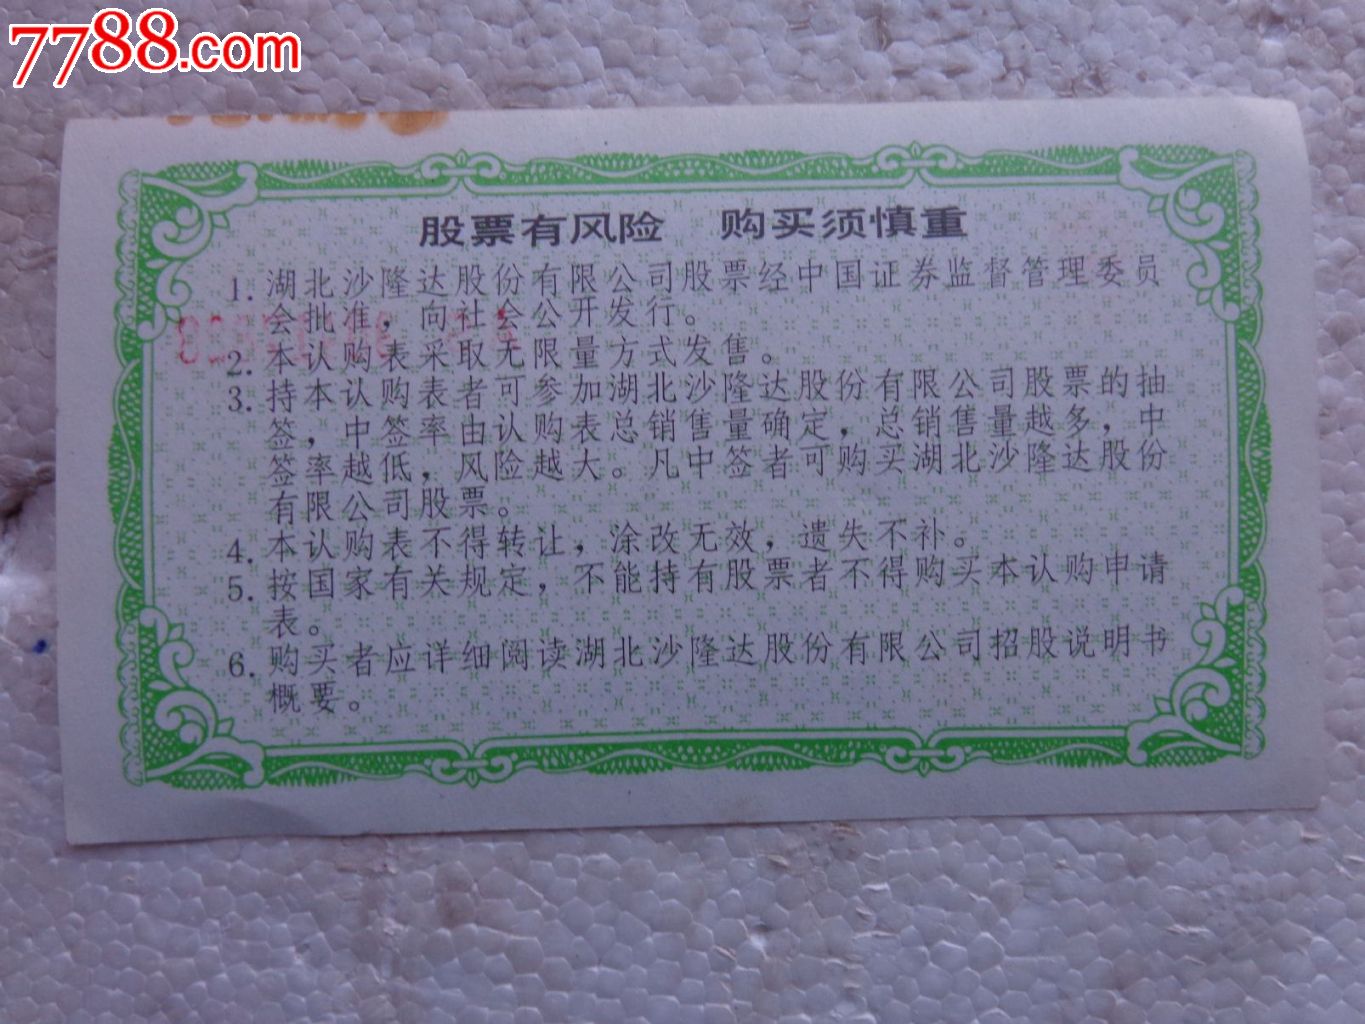 7788.com
股票有风险 购买须慎重
1. 湖北沙隆达股份有限公司股票经中国证券监督管理委员
会批准，向社会公开发行。
2. 本认购表采取无限量方式发售。
3. 持本认购表者可参加湖北沙隆达股份有限公司股票的抽
签，中签率由认购表总销售量确定，总销售量越多，中
签率越低，风险越大。凡中签者可购买湖北沙隆达股份
有限公司股票。
4. 本认购表不得转让，涂改无效，遗失不补。
5. 按国家有关规定，不能持有股票者不得购买本认购申请
表。
6. 购买者应详细阅读湖北沙隆达股份有限公司招股说明书
概要。